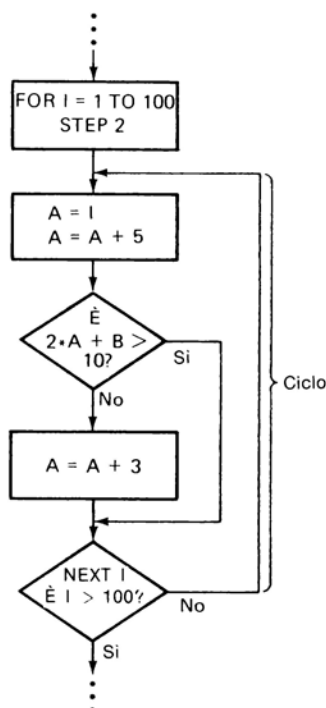 FOR I = 1 TO 100
STEP 2
A = I
A = A + 5
È
2•A + B >
10?
Si
No
Ciclo
A = A + 3
NEXT I
È I > 100?
No
Si